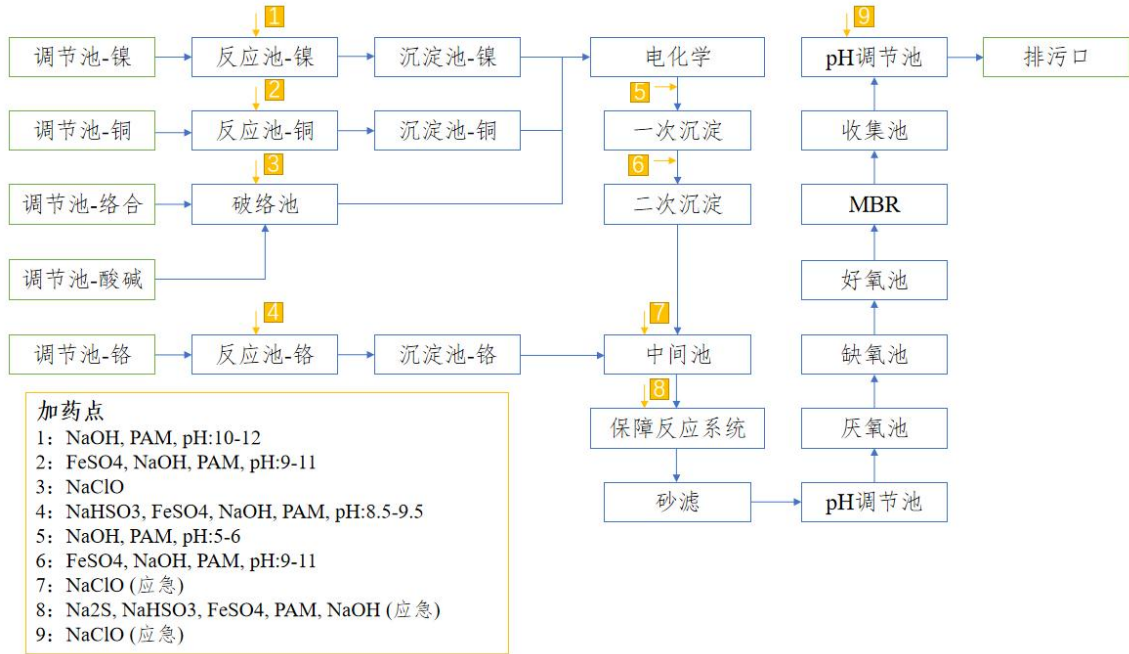 1
9
调节池-镍
反应池-镍
沉淀池-镍
电化学
pH调节池
排污口
2
5
调节池-铜
反应池-铜
沉淀池-铜
一次沉淀
收集池
3
6
调节池-络合
破络池
二次沉淀
MBR
调节池-酸碱
好氧池
4
7
调节池-铬
反应池-铬
沉淀池-铬
中间池
缺氧池
8
保障反应系统
厌氧池
砂滤
pH调节池
加药点
1：NaOH, PAM, pH:10-12
2：FeSO4, NaOH, PAM, pH:9-11
3：NaClO
4：NaHSO3, FeSO4, NaOH, PAM, pH:8.5-9.5
5：NaOH, PAM, pH:5-6
6：FeSO4, NaOH, PAM, pH:9-11
7：NaClO (应急)
8：Na2S, NaHSO3, FeSO4, PAM, NaOH (应急)
9：NaClO (应急)